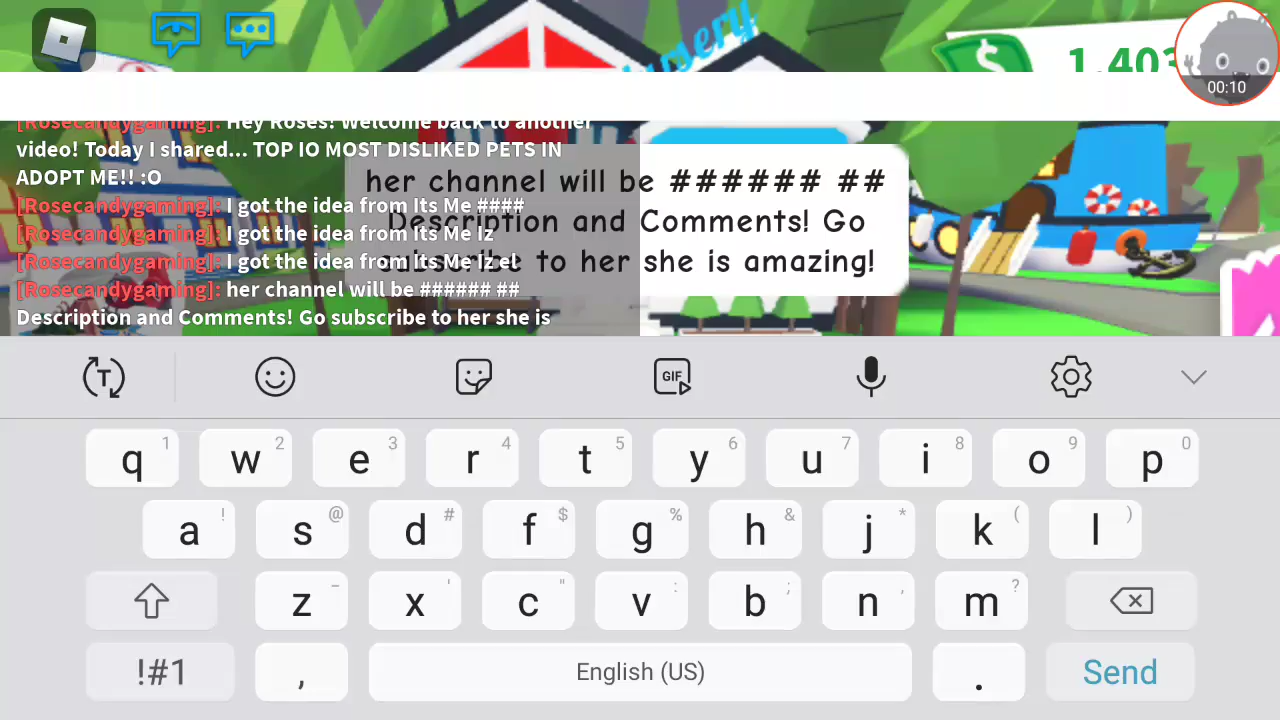 Nursery
1,403
00:10
[Rosecandygaming]: Hey Roses! Welcome back to another
video! Today I shared... TOP IO MOST DISLIKED PETS IN
ADOPT ME!! :O
[Rosecandygaming]: I got the idea from Its Me ####
[Rosecandygaming]: I got the idea from Its Me Iz
[Rosecandygaming]: I got the idea from Its Me Iz el
[Rosecandygaming]: her channel will be ###### ##
Description and Comments! Go subscribe to her she is
her channel will be ###### ##
Description and Comments! Go
subscribe to her she is amazing!
T
GIF
q 1 w 2 e 3 r 4 t 5 y 6 u 7 i 8 o 9 p 0
a ! s @ d # f $ g % h & j * k ( l )
z - x ' c " v : b ; n , m ?
!#1 , English (US) . Send